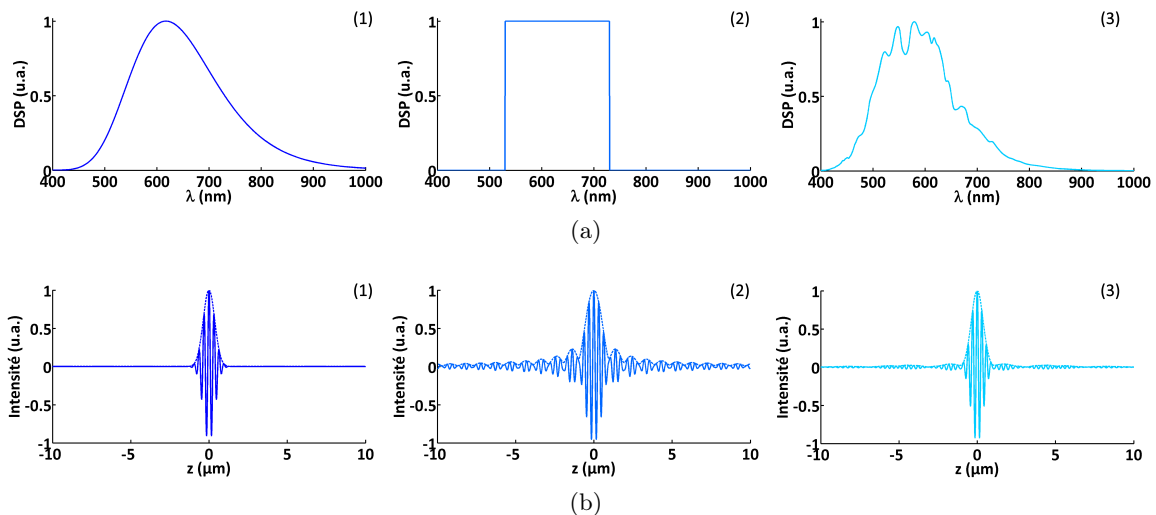 (1) (2) (3)
DSP (u.a.) DSP (u.a.) DSP (u.a.)
1 1 1
0.5 0.5 0.5
0 0 0
400 500 600 700 800 900 1000 400 500 600 700 800 900 1000 400 500 600 700 800 900 1000
λ (nm) λ (nm) λ (nm)
(a)
(1) (2) (3)
Intensité (u.a.) Intensité (u.a.) Intensité (u.a.)
1 1 1
0.5 0.5 0.5
0 0 0
-0.5 -0.5 -0.5
-1 -1 -1
-10 -5 0 5 10 -10 -5 0 5 10 -10 -5 0 5 10
z (µm) z (µm) z (µm)
(b)